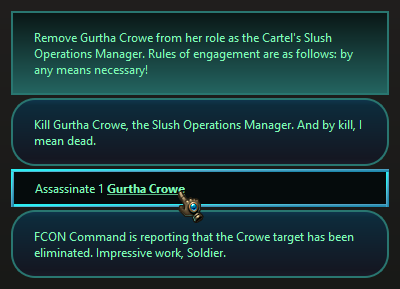 Remove Gurtha Crowe from her role as the Cartel's Slush
Operations Manager. Rules of engagement are as follows: by
any means necessary!
Kill Gurtha Crowe, the Slush Operations Manager. And by kill, I
mean dead.
Assassinate 1 Gurtha Crowe
FCON Command is reporting that the Crowe target has been
eliminated. Impressive work, Soldier.